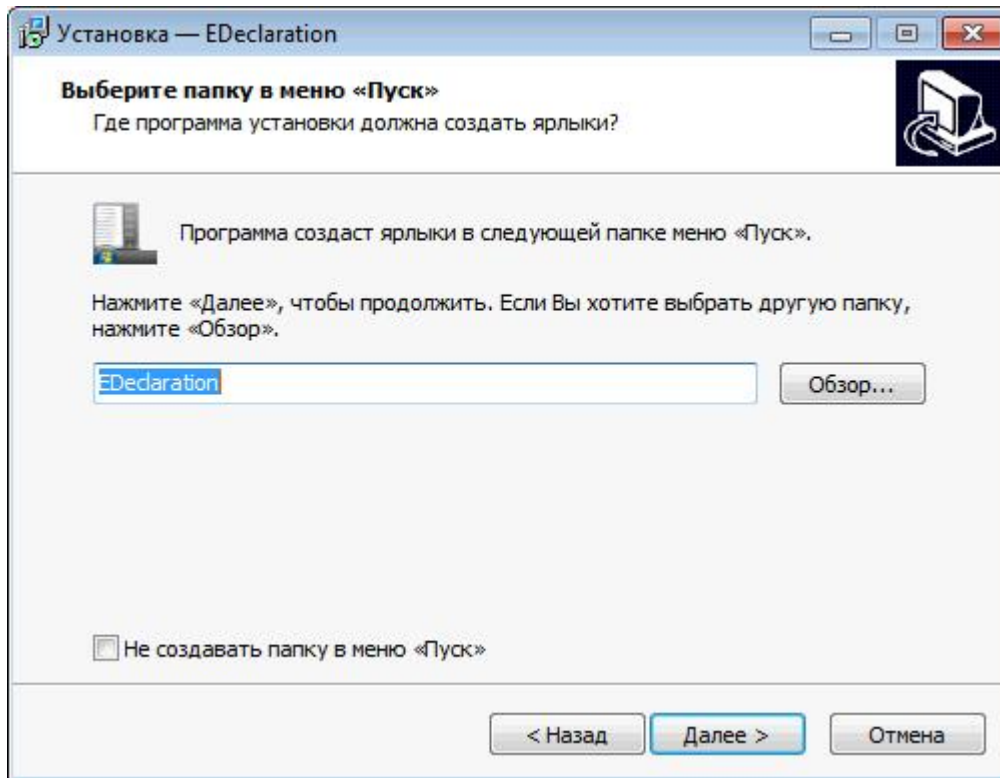 Установка — EDeclaration
Выберите папку в меню «Пуск»
Где программа установки должна создать ярлыки?
Программа создаст ярлыки в следующей папке меню «Пуск».
Нажмите «Далее», чтобы продолжить. Если Вы хотите выбрать другую папку,
нажмите «Обзор».
EDeclaration
Обзор...
Не создавать папку в меню «Пуск»
< Назад
Далее >
Отмена